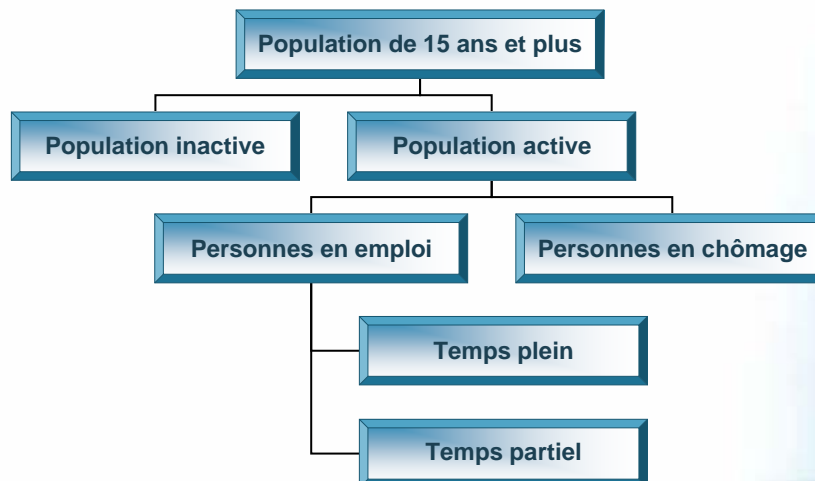 Population de 15 ans et plus
Population inactive
Population active
Personnes en emploi
Personnes en chômage
Temps plein
Temps partiel